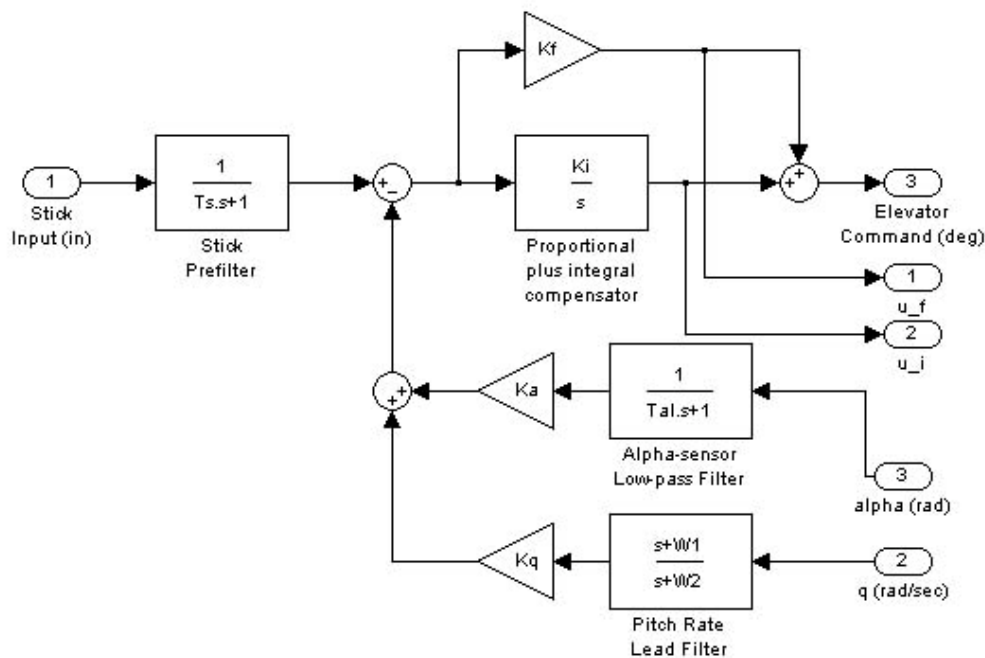 Kf
1
Stick
Input (in)
1
Ts.s+1
Stick
Prefilter
+
-
Ki
s
Proportional
plus integral
compensator
+
+
3
Elevator
Command (deg)
1
u_f
2
u_i
+
+
Ka
1
Tal.s+1
Alpha-sensor
Low-pass Filter
3
alpha (rad)
Kq
s+W1
s+W2
Pitch Rate
Lead Filter
2
q (rad/sec)